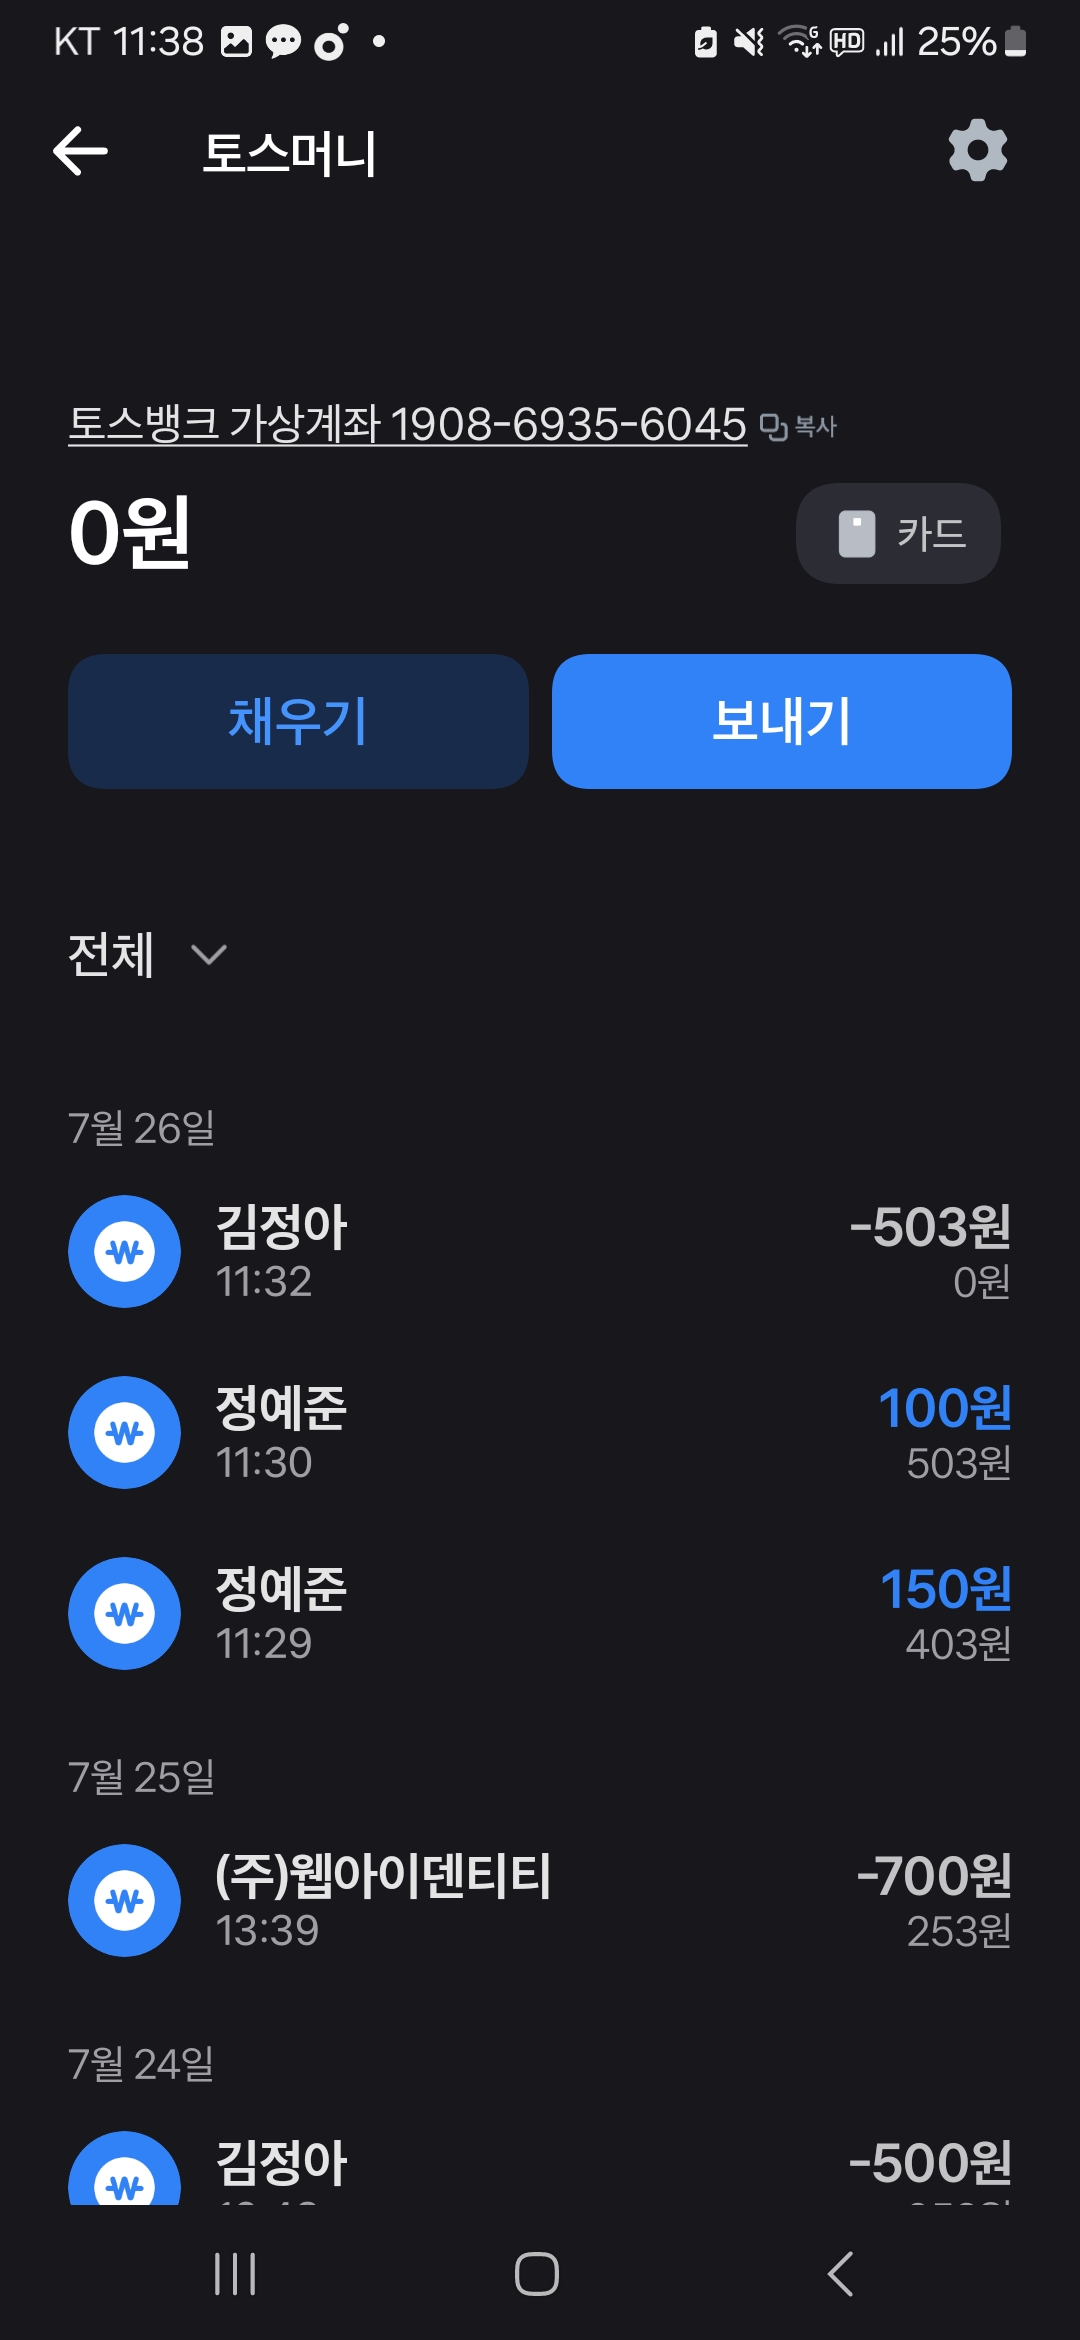 KT 11:38
HD 25%
토스머니
토스뱅크 가상계좌 1908-6935-6045 복사
0원
카드
채우기
보내기
전체
7월 26일
김정아 -503원
11:32 0원
정예준 100원
11:30 503원
정예준 150원
11:29 403원
7월 25일
(주)웹아이덴티티 -700원
13:39 253원
7월 24일
김정아 -500원